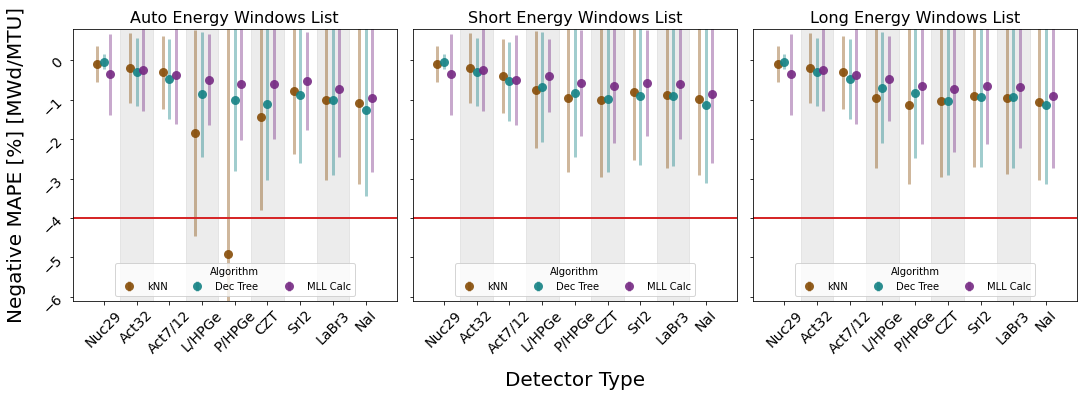 Auto Energy Windows List
Short Energy Windows List
Long Energy Windows List
Negative MAPE [%] [MWd/MTU]
0
−1
−2
−3
−4
−5
−6
Algorithm
kNN
Dec Tree
MLL Calc
Algorithm
kNN
Dec Tree
MLL Calc
Algorithm
kNN
Dec Tree
MLL Calc
Nuc29
Act32
Act7/12
L/HPGe
P/HPGe
CZT
SrI2
LaBr3
NaI
Nuc29
Act32
Act7/12
L/HPGe
P/HPGe
CZT
SrI2
LaBr3
NaI
Nuc29
Act32
Act7/12
L/HPGe
P/HPGe
CZT
SrI2
LaBr3
NaI
Detector Type